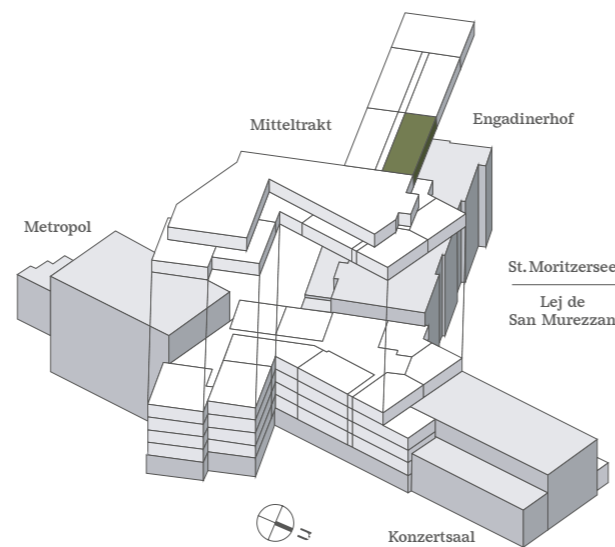 Mitteltrakt
Engadinerhof
Metropol
St. Moritzersee
Lej de
San Murezzan
Konzertsaal